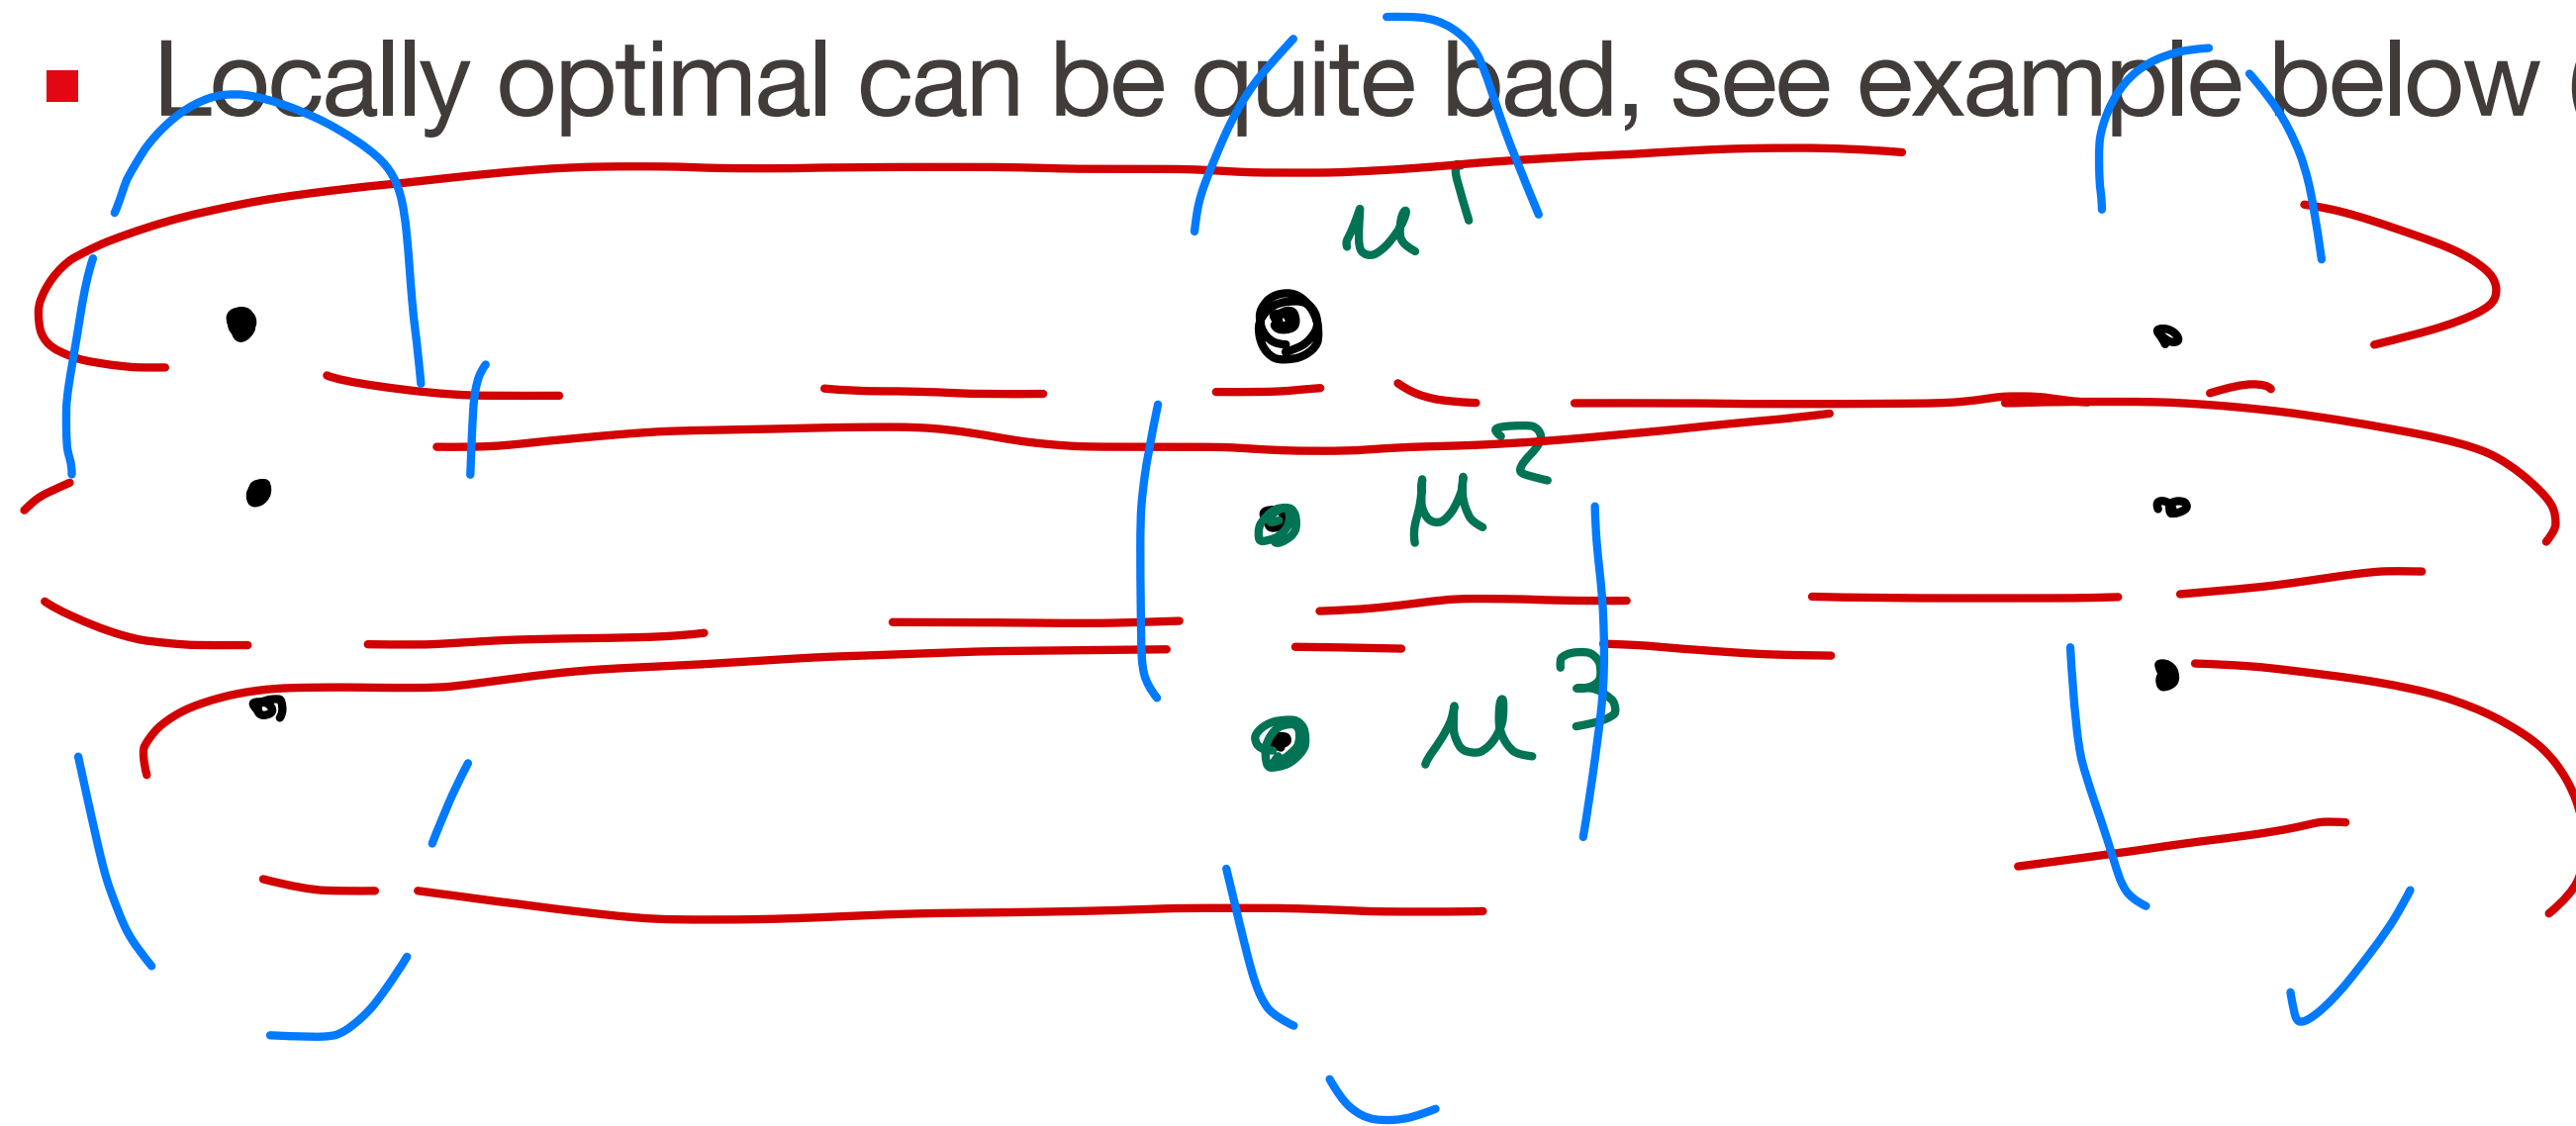 Locally optimal can be quite bad, see example below (
μ¹
μ²
μ³